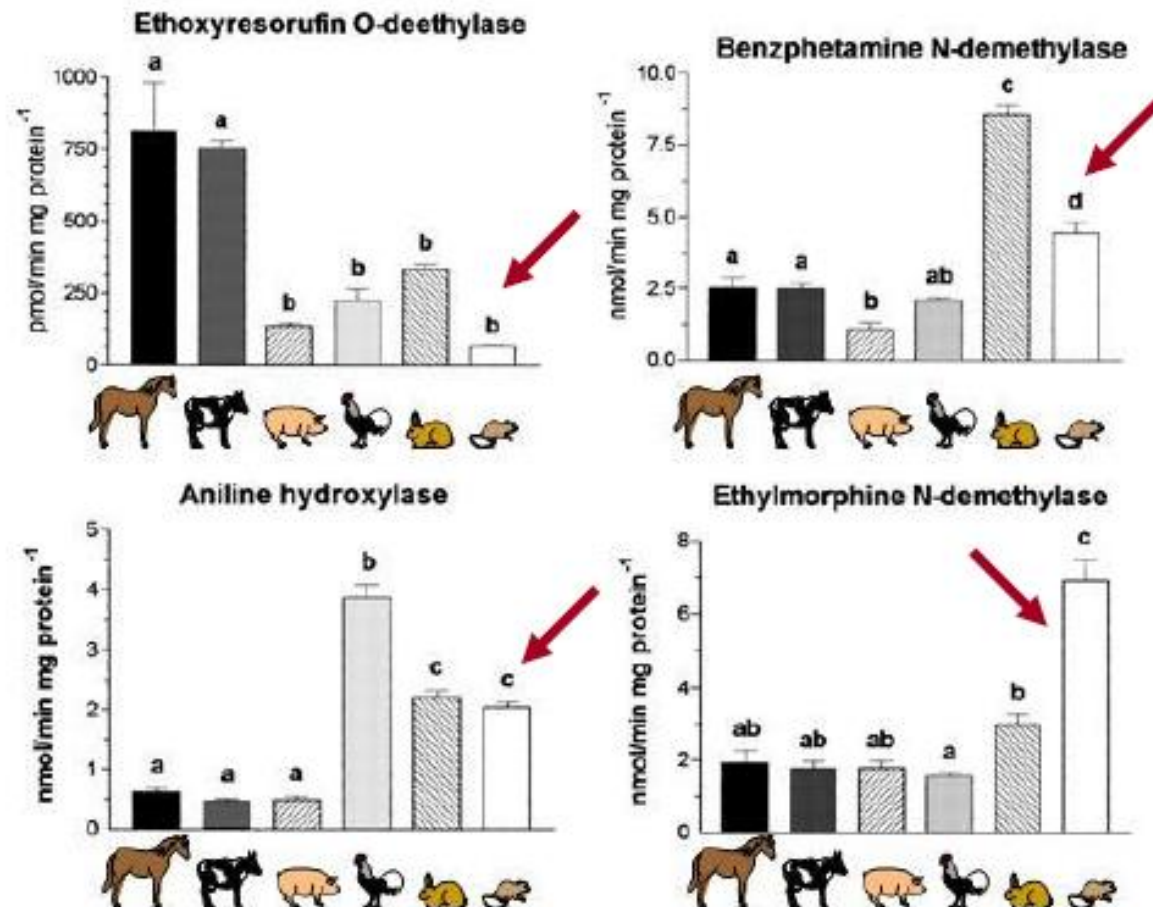 Ethoxyresorufin O-deethylase
pmol/min mg protein-1
1000
750
500
250
0
a
a
b
b
b
b
Benzphetamine N-demethylase
nmol/min mg protein-1
10.0
7.5
5.0
2.5
0.0
a
a
b
ab
c
d
Aniline hydroxylase
nmol/min mg protein-1
5
4
3
2
1
0
a
a
a
b
c
c
Ethylmorphine N-demethylase
nmol/min mg protein-1
8
6
4
2
0
ab
ab
ab
a
b
c